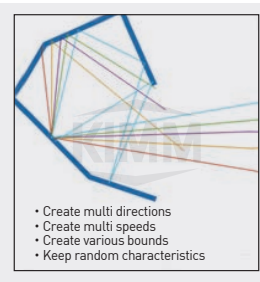 KIMM
• Create multi directions
• Create multi speeds
• Create various bounds
• Keep random characteristics